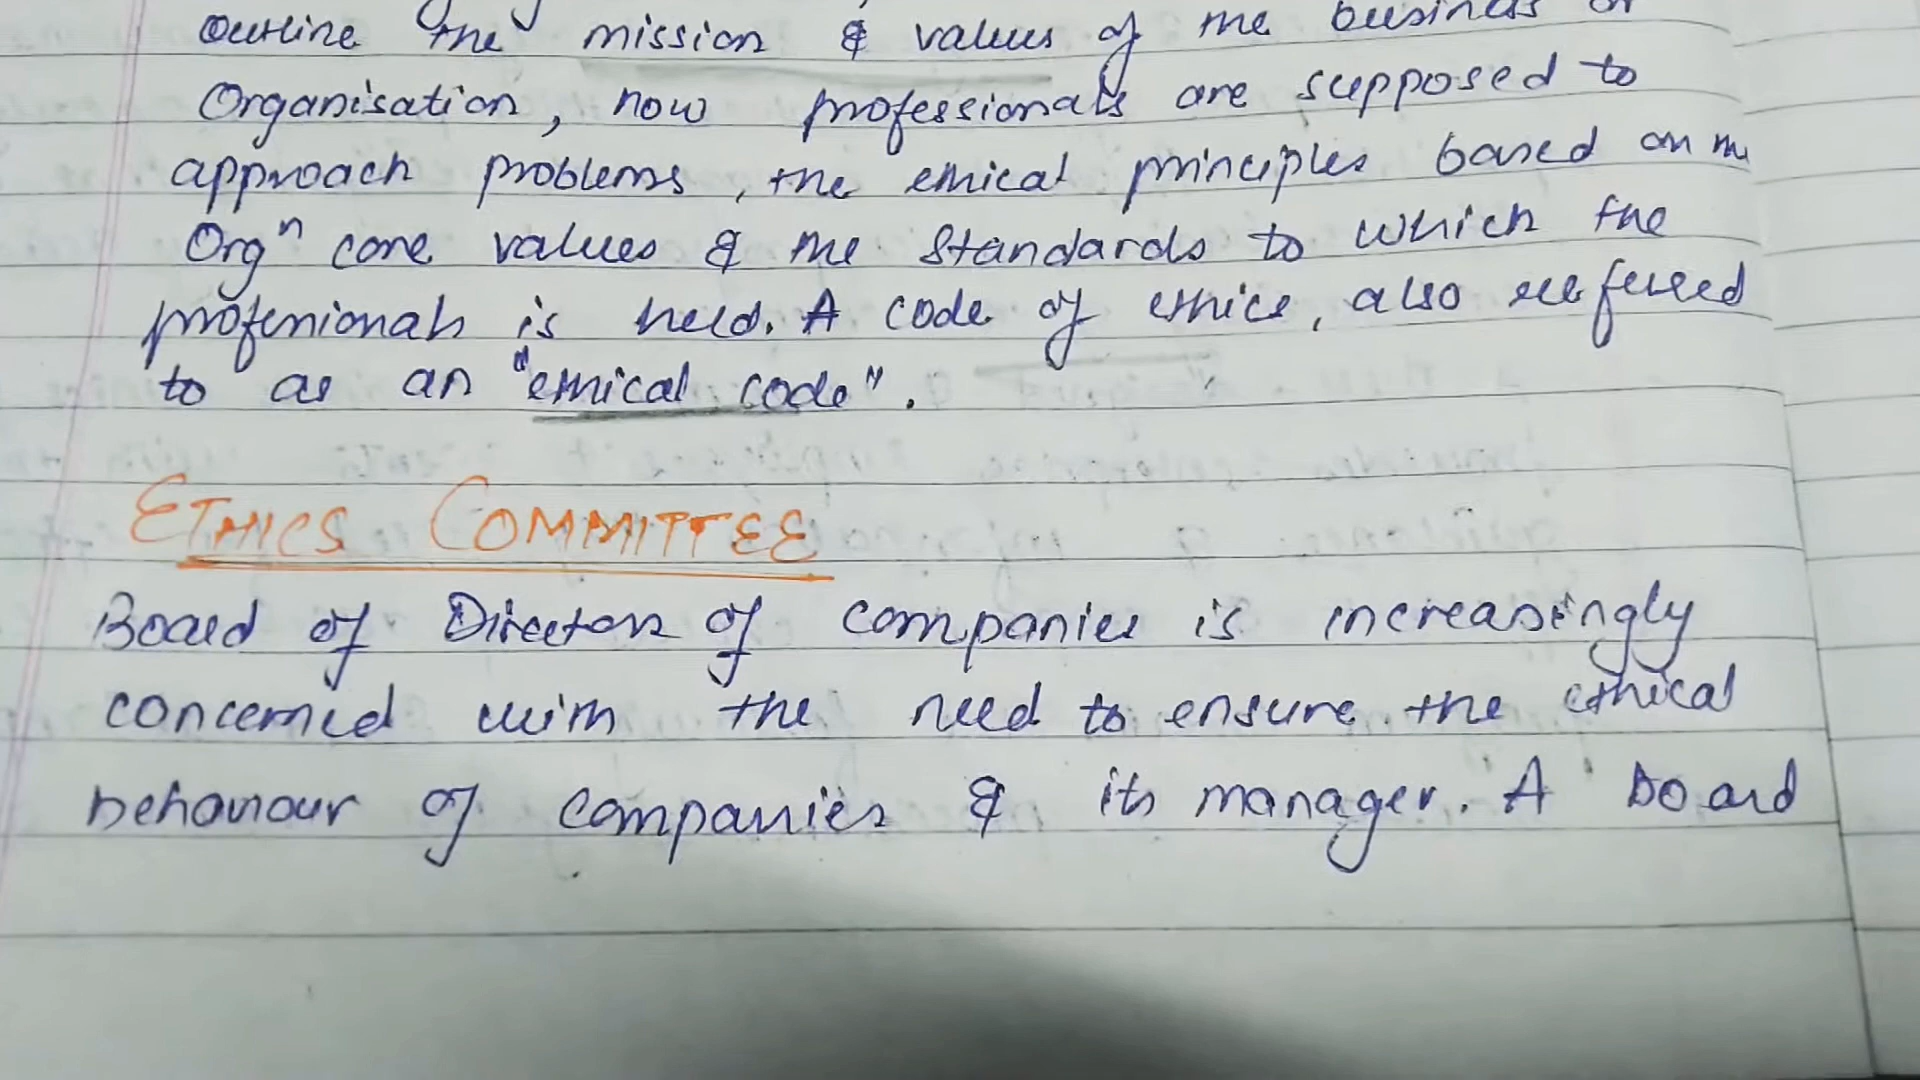 outline the mission & values of the business or
Organisation, how professionals are supposed to
approach problems, the ethical principles based on the
Orgⁿ core values & the Standards to which the
professionals is held. A code of ethics, also refered
to as an "ethical code".
ETHICS COMMITTEE
Board of Directors of companies is increasingly
concerned with the need to ensure the ethical
behaviour of companies & its manager. A board